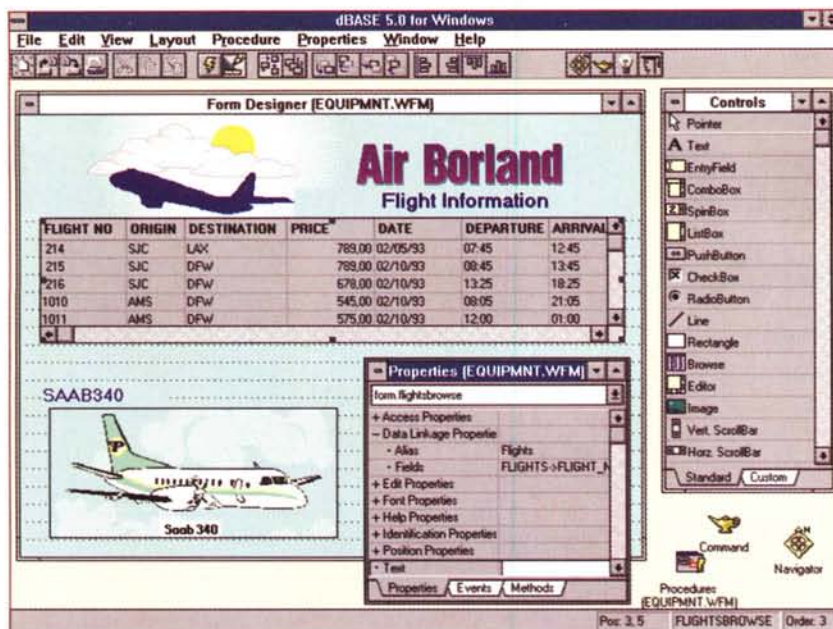 dBASE 5.0 for Windows
File Edit View Layout Procedure Properties Window Help
Form Designer (EQUIPMNT.WFM)
Air Borland
Flight Information
FLIGHT NO ORIGIN DESTINATION PRICE DATE DEPARTURE ARRIVAL
214 SJC LAX 789,00 02/05/93 07:45 12:45
215 SJC DFW 789,00 02/10/93 08:45 13:45
216 SJC DFW 678,00 02/10/93 13:25 18:25
1010 AMS DFW 545,00 02/10/93 08:05 21:05
1011 AMS DFW 575,00 02/10/93 12:00 01:00
SAAB340
Saab 340
Properties (EQUIPMNT.WFM)
form.flightsbrowse
+ Access Properties
– Data Linkage Propertie
- Alias Flights
- Fields FLIGHTS->FLIGHT_N
+ Edit Properties
+ Font Properties
+ Help Properties
+ Identification Properties
+ Position Properties
- Text
Properties Events Methods
Controls
Pointer
A Text
EntryField
ComboBox
SpinBox
ListBox
PushButton
CheckBox
RadioButton
Line
Rectangle
Browse
Editor
Image
Vert. ScrollBar
Horz. ScrollBar
Standard Custom
Command
Navigator
Procedures
(EQUIPMNT.WFM)
Pos: 3, 5 FLIGHTSBROWSE Order: 3